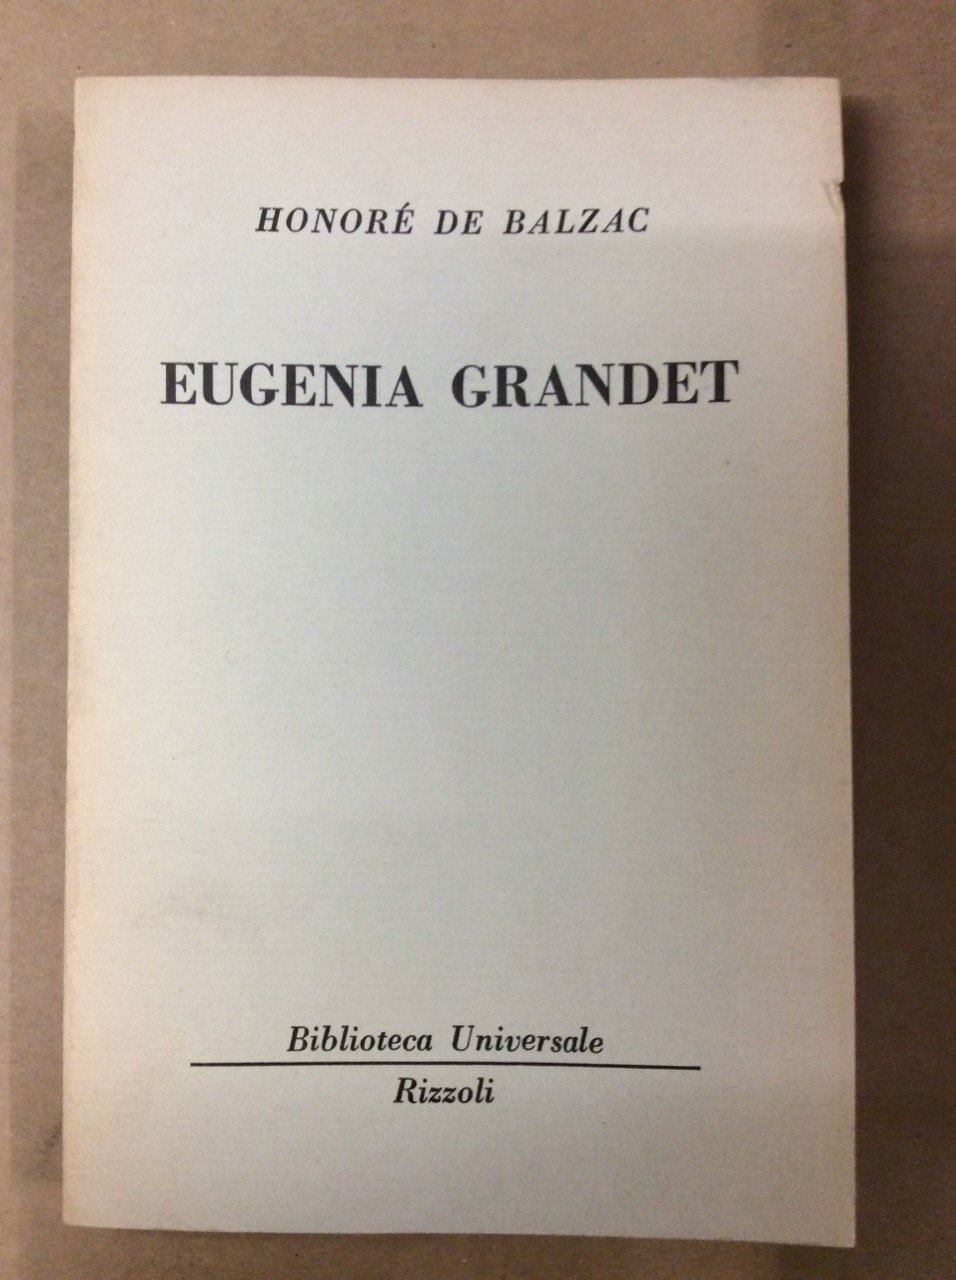 HONORÉ DE BALZAC
EUGENIA GRANDET
Biblioteca Universale
Rizzoli